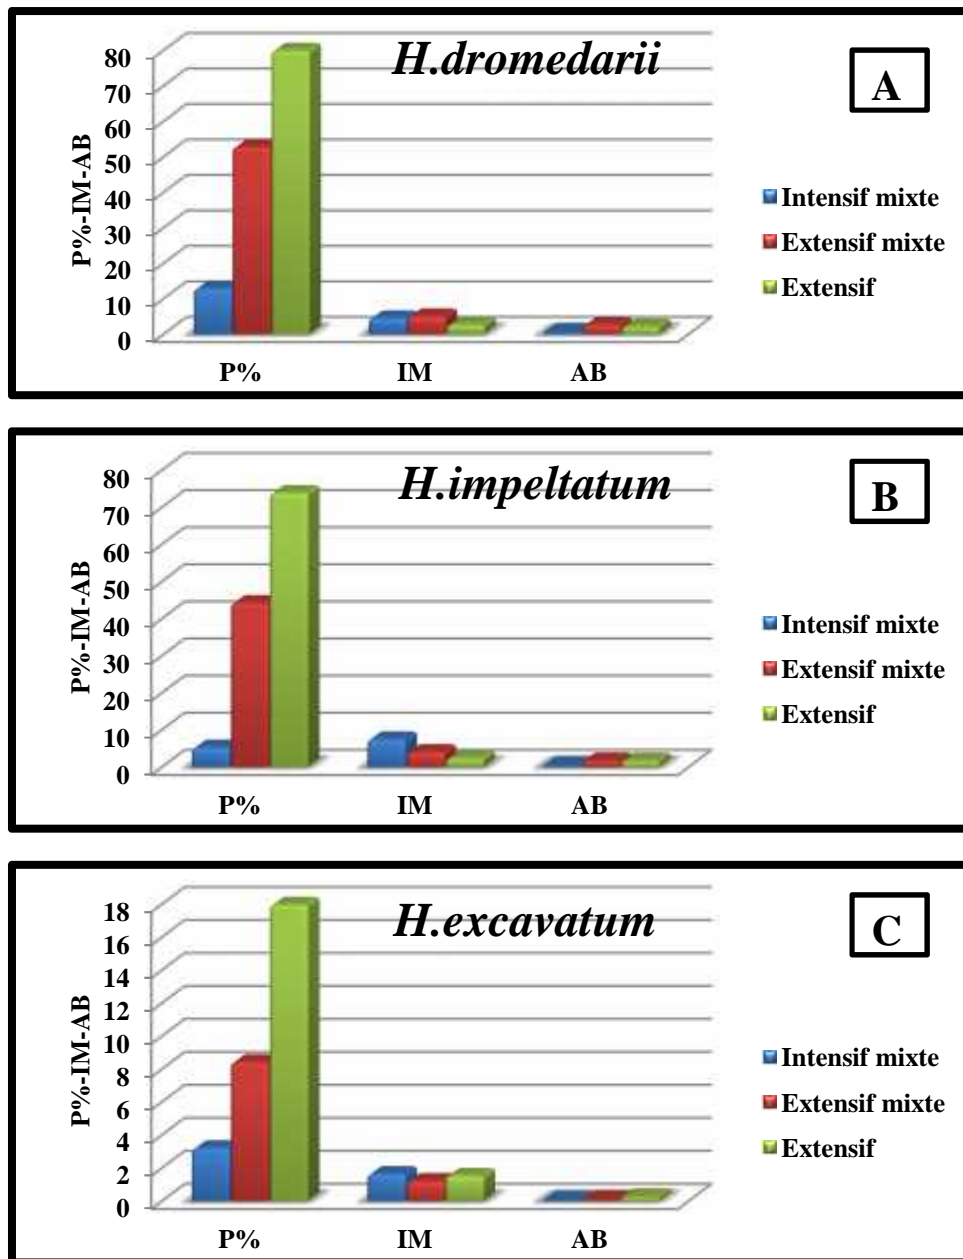 H.dromedarii
A
P%-IM-AB
80
70
60
50
40
30
20
10
0
P% IM AB
Intensif mixte
Extensif mixte
Extensif
H.impeltatum
B
P%-IM-AB
80
70
60
50
40
30
20
10
0
P% IM AB
Intensif mixte
Extensif mixte
Extensif
H.excavatum
C
P%-IM-AB
18
16
14
12
10
8
6
4
2
0
P% IM AB
Intensif mixte
Extensif mixte
Extensif